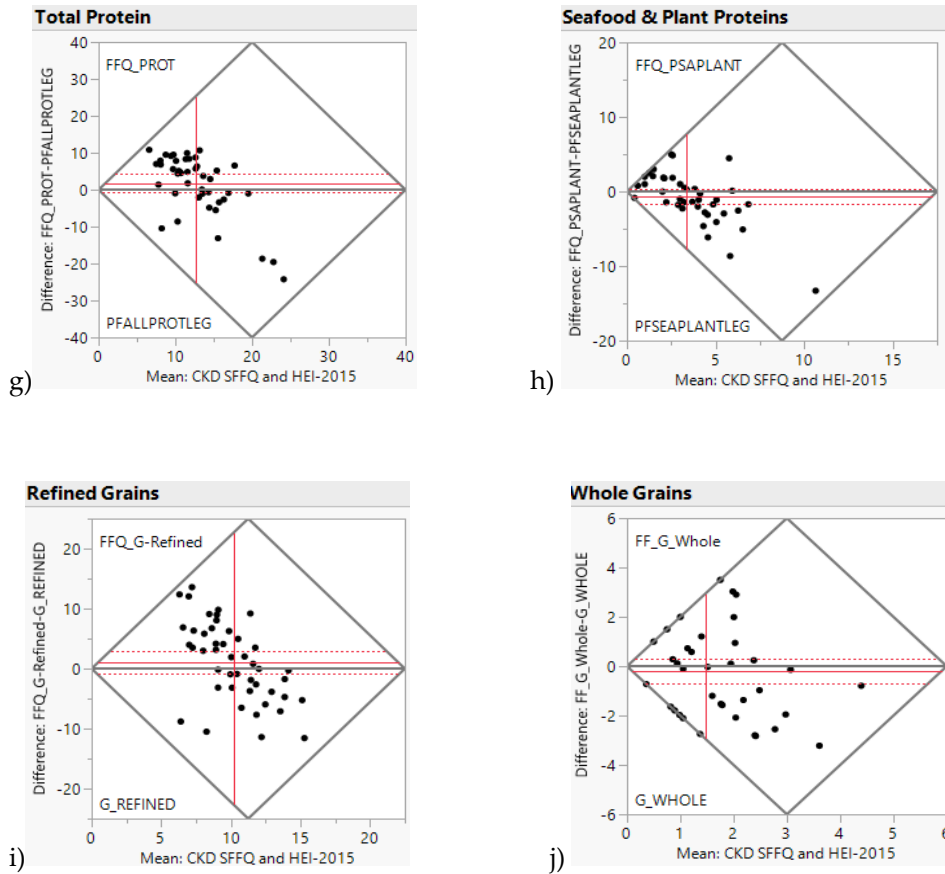 Total Protein
40
30
20
10
0
-10
-20
-30
-40
Difference: FFQ_PROT-PFALLPROTLEG
FFQ_PROT
PFALLPROTLEG
0 10 20 30 40
Mean: CKD SFFQ and HEI-2015
g)
Seafood & Plant Proteins
20
10
0
-10
-20
Difference: FFQ_PSAPLANT-PFSEAPLANTLEG
FFQ_PSAPLANT
PFSEAPLANTLEG
0 5 10 15
Mean: CKD SFFQ and HEI-2015
h)
Refined Grains
20
10
0
-10
-20
Difference: FFQ_G-Refined-G_REFINED
FFQ_G-Refined
G_REFINED
0 5 10 15 20
Mean: CKD SFFQ and HEI-2015
i)
Whole Grains
6
4
2
0
-2
-4
-6
Difference: FF_G_Whole-G_WHOLE
FF_G_Whole
G_WHOLE
0 1 2 3 4 5 6
Mean: CKD SFFQ and HEI-2015
j)